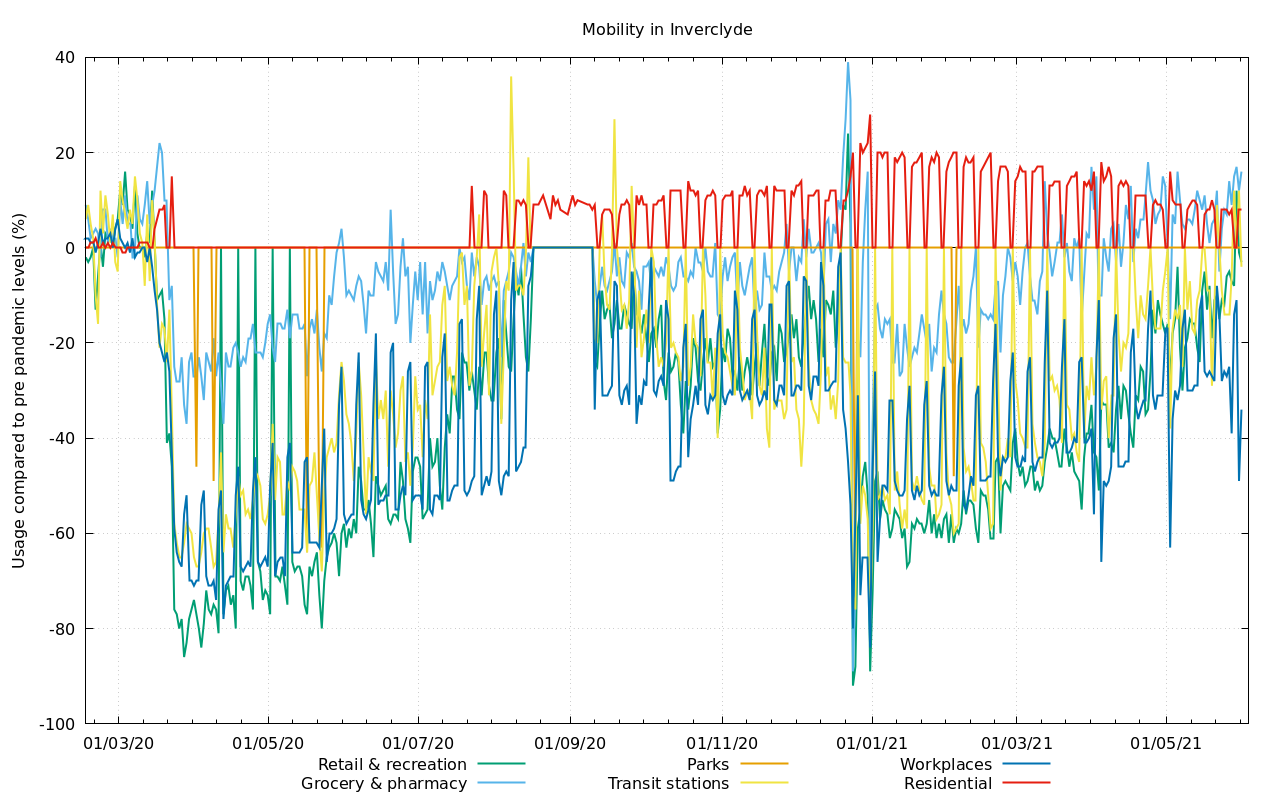 Mobility in Inverclyde
Usage compared to pre pandemic levels (%)
40
20
0
-20
-40
-60
-80
-100
01/03/20 01/05/20 01/07/20 01/09/20 01/11/20 01/01/21 01/03/21 01/05/21
Retail & recreation Parks Workplaces
Grocery & pharmacy Transit stations Residential